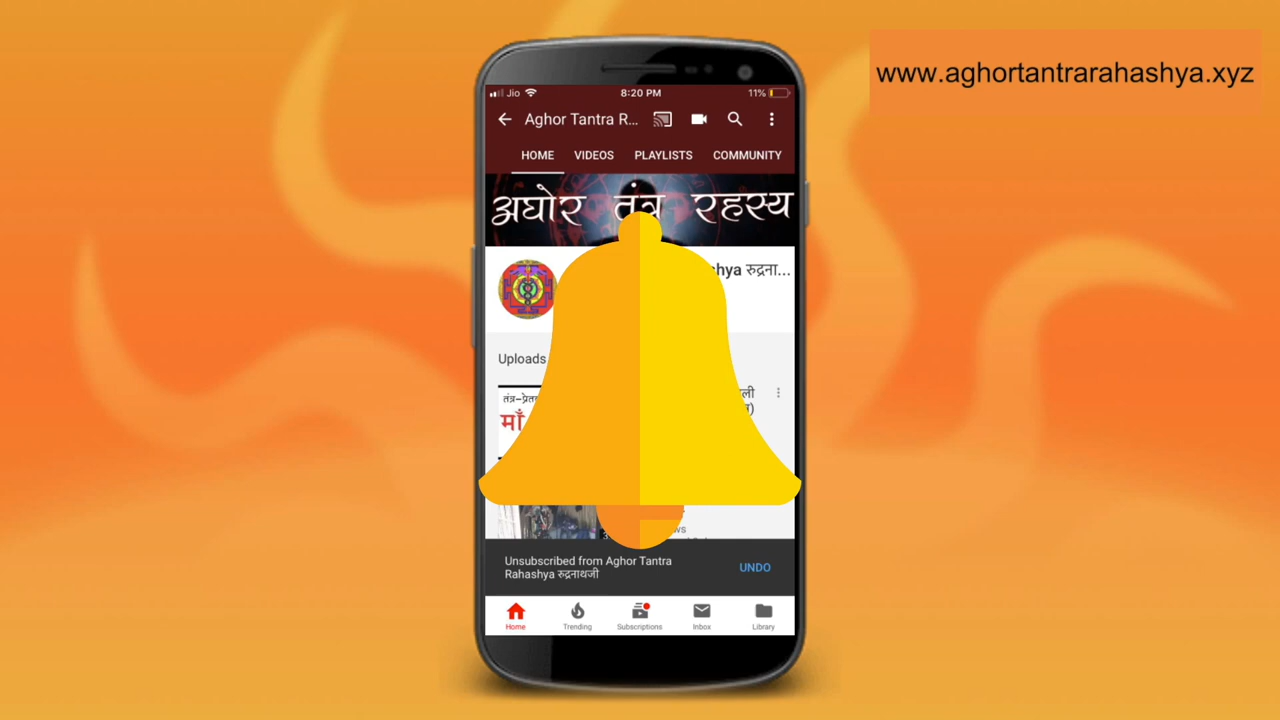 www.aghortantrarahashya.xyz
Jio 8:20 PM 11%
Aghor Tantra R...
HOME VIDEOS PLAYLISTS COMMUNITY
अघोर तंत्र रहस्य
रुद्रना...
Uploads
माँ
Unsubscribed from Aghor Tantra
Rahashya रुद्रनाथजी
UNDO
Home Trending Subscriptions Inbox Library